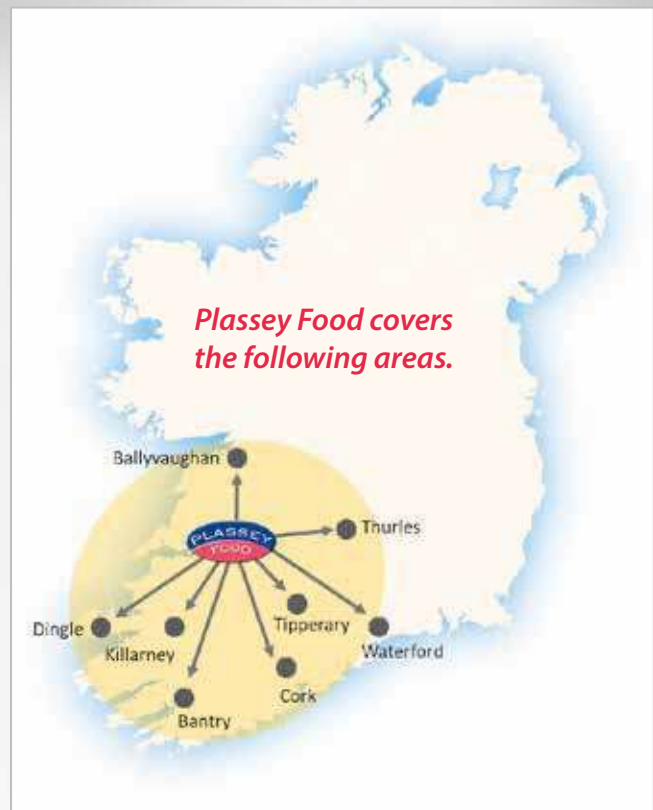 Plassey Food covers
the following areas.
Ballyvaughan
Thurles
PLASSEY
FOOD
Dingle
Killarney
Tipperary
Waterford
Cork
Bantry